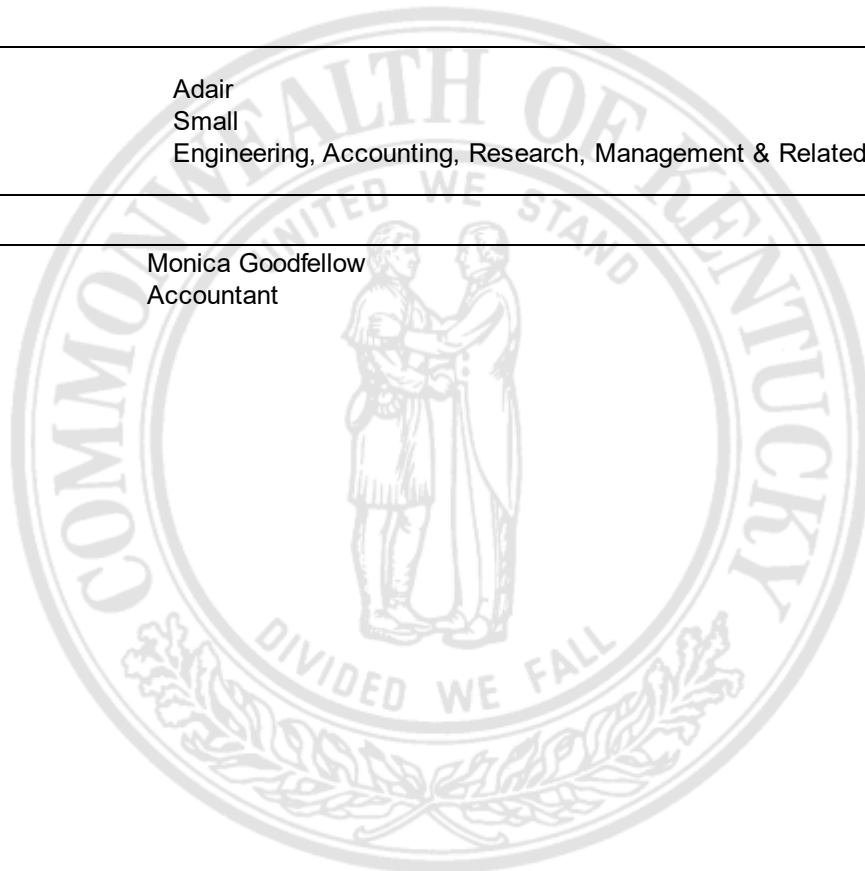 Adair
Small
Engineering, Accounting, Research, Management & Related
Monica Goodfellow
Accountant
COMMONWEALTH OF KENTUCKY
UNITED WE STAND
DIVIDED WE FALL